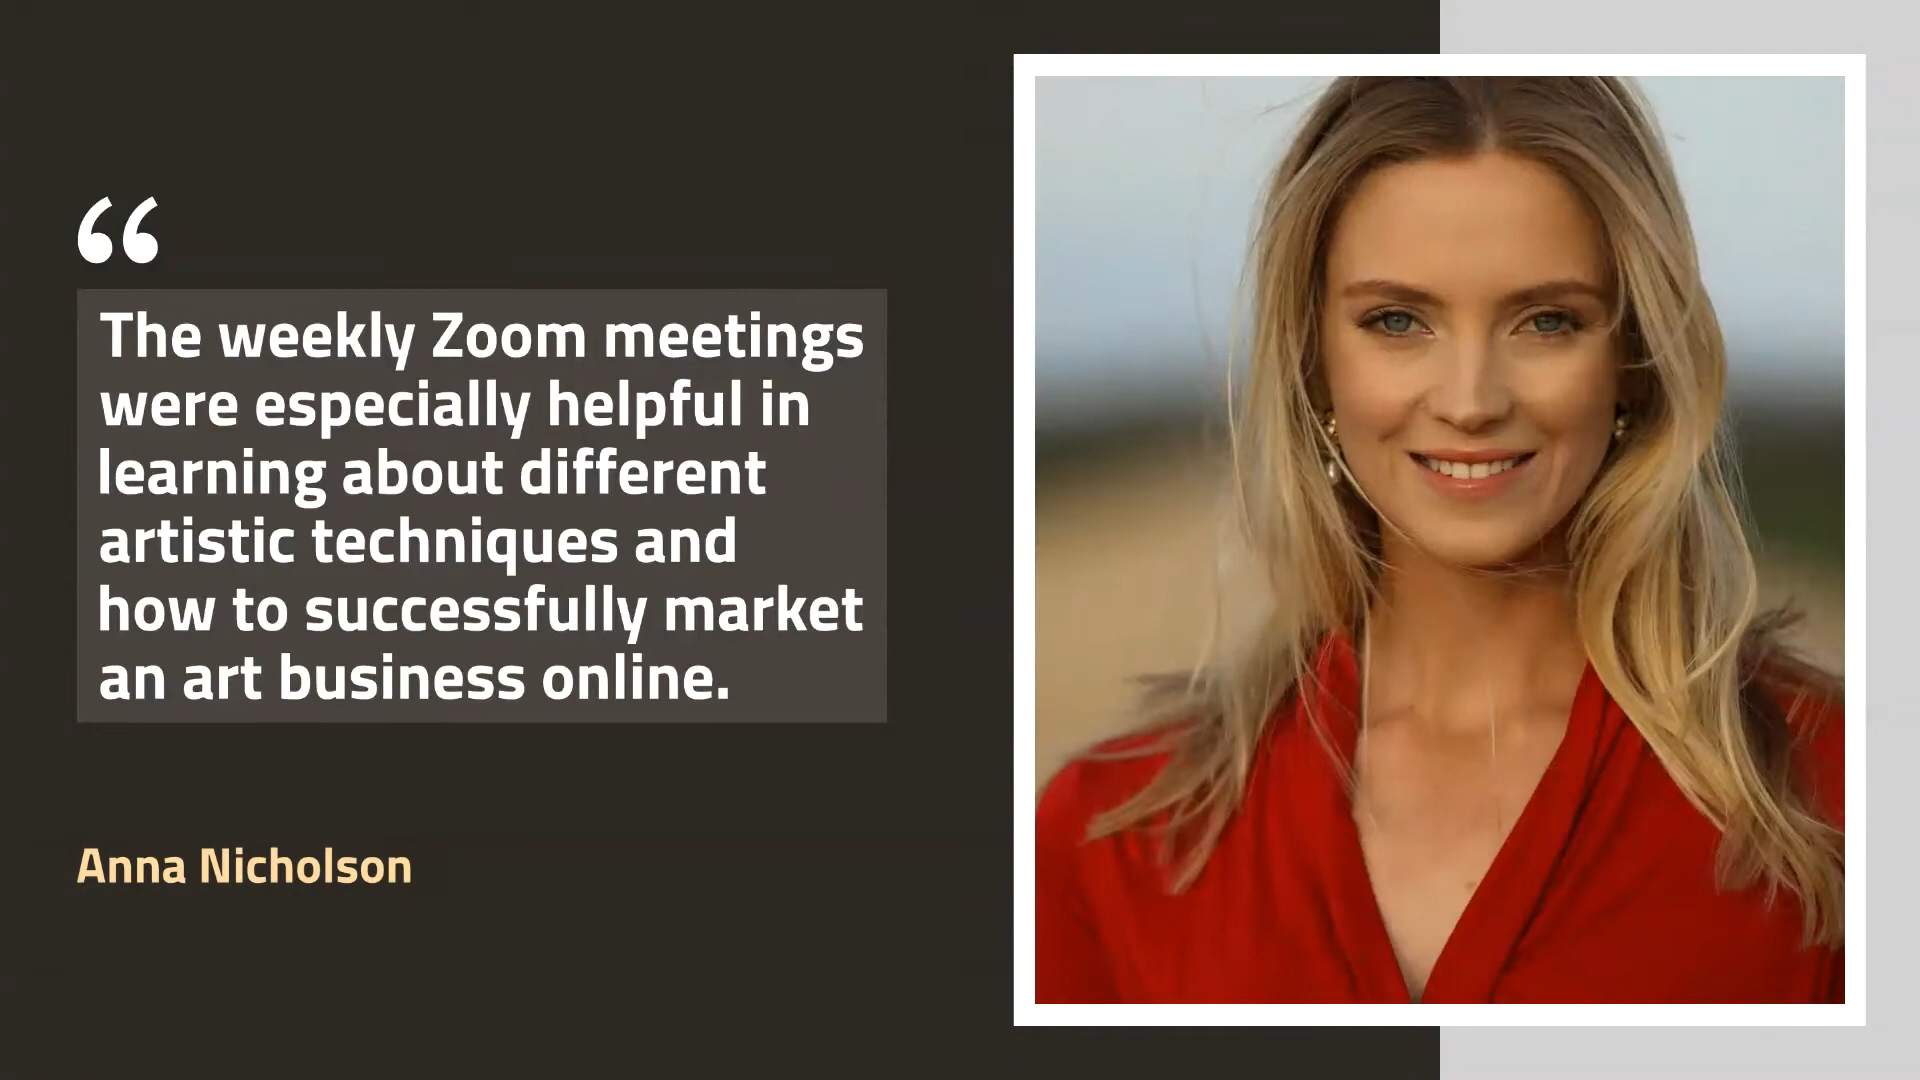 “
The weekly Zoom meetings
were especially helpful in
learning about different
artistic techniques and
how to successfully market
an art business online.
Anna Nicholson